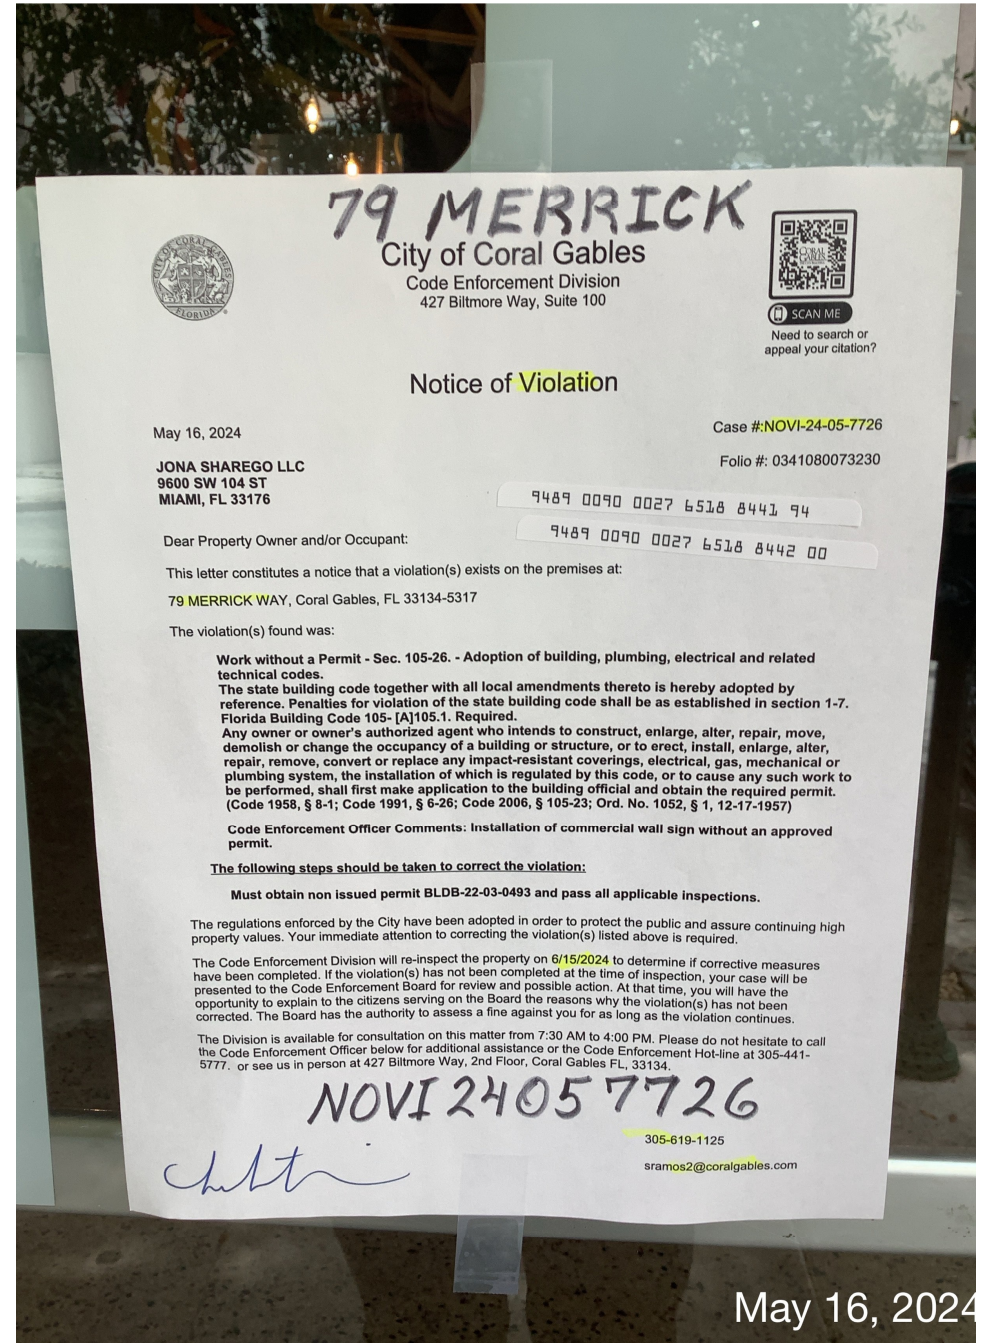 79 MERRICK
City of Coral Gables
Code Enforcement Division
427 Biltmore Way, Suite 100
CITY OF CORAL GABLES
FLORIDA
CORAL GABLES
SCAN ME
Need to search or
appeal your citation?
Notice of Violation
May 16, 2024
Case #:NOVI-24-05-7726
Folio #: 0341080073230
JONA SHAREGO LLC
9600 SW 104 ST
MIAMI, FL 33176
9489 0090 0027 6518 8441 94
9489 0090 0027 6518 8442 00
Dear Property Owner and/or Occupant:
This letter constitutes a notice that a violation(s) exists on the premises at:
79 MERRICK WAY, Coral Gables, FL 33134-5317
The violation(s) found was:
Work without a Permit - Sec. 105-26. - Adoption of building, plumbing, electrical and related
technical codes.
The state building code together with all local amendments thereto is hereby adopted by
reference. Penalties for violation of the state building code shall be as established in section 1-7.
Florida Building Code 105- [A]105.1. Required.
Any owner or owner's authorized agent who intends to construct, enlarge, alter, repair, move,
demolish or change the occupancy of a building or structure, or to erect, install, enlarge, alter,
repair, remove, convert or replace any impact-resistant coverings, electrical, gas, mechanical or
plumbing system, the installation of which is regulated by this code, or to cause any such work to
be performed, shall first make application to the building official and obtain the required permit.
(Code 1958, § 8-1; Code 1991, § 6-26; Code 2006, § 105-23; Ord. No. 1052, § 1, 12-17-1957)
Code Enforcement Officer Comments: Installation of commercial wall sign without an approved
permit.
The following steps should be taken to correct the violation:
Must obtain non issued permit BLDB-22-03-0493 and pass all applicable inspections.
The regulations enforced by the City have been adopted in order to protect the public and assure continuing high
property values. Your immediate attention to correcting the violation(s) listed above is required.
The Code Enforcement Division will re-inspect the property on 6/15/2024 to determine if corrective measures
have been completed. If the violation(s) has not been completed at the time of inspection, your case will be
presented to the Code Enforcement Board for review and possible action. At that time, you will have the
opportunity to explain to the citizens serving on the Board the reasons why the violation(s) has not been
corrected. The Board has the authority to assess a fine against you for as long as the violation continues.
The Division is available for consultation on this matter from 7:30 AM to 4:00 PM. Please do not hesitate to call
the Code Enforcement Officer below for additional assistance or the Code Enforcement Hot-line at 305-441-
5777. or see us in person at 427 Biltmore Way, 2nd Floor, Coral Gables FL, 33134.
NOVI 24057726
305-619-1125
sramos2@coralgables.com
May 16, 2024